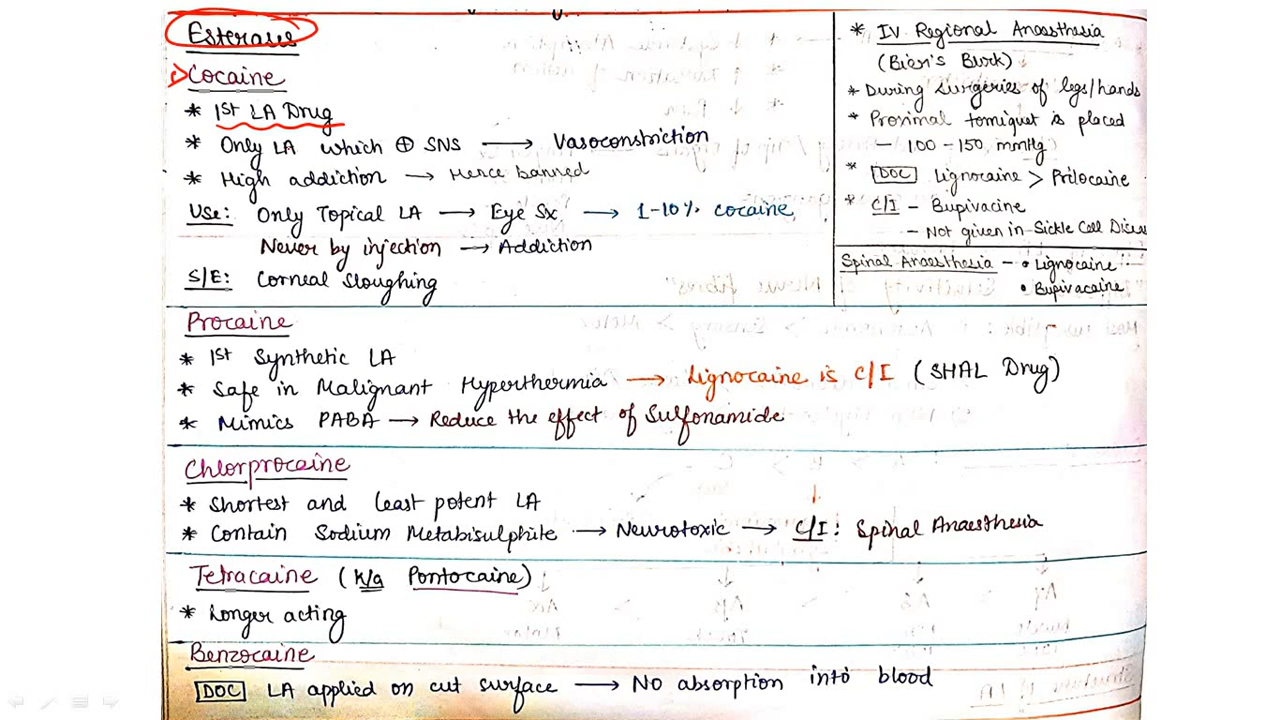 Esterases
Cocaine
* 1st LA Drug
* Only LA which ⊕ SNS → Vasoconstriction
* High addiction → Hence banned
Use: Only Topical LA → Eye Sx → 1-10% cocaine
Never by injection → Addiction
S/E: Corneal Sloughing
* IV Regional Anaesthesia
(Bier's Burk)
* During surgeries of legs/hands
* Proximal torniquet is placed
- 100-150 mmHg
* DOC Lignocaine > Prilocaine
* C/I - Bupivacine
- Not given in Sickle Cell
Spinal Anaesthesia - • Lignocaine
• Bupivacaine
Procaine
* 1st Synthetic LA
* Safe in Malignant Hyperthermia → Lignocaine is C/I (SHAL Drug)
* Mimics PABA → Reduce the effect of Sulfonamide
Chlorprocaine
* Shortest and least potent LA
* Contain Sodium Metabisulphite → Neurotoxic → C/I: Spinal Anaesthesia
Tetracaine (K/a Pontocaine)
* Longer acting
Benzocaine
DOC LA applied on cut surface → No absorption into blood